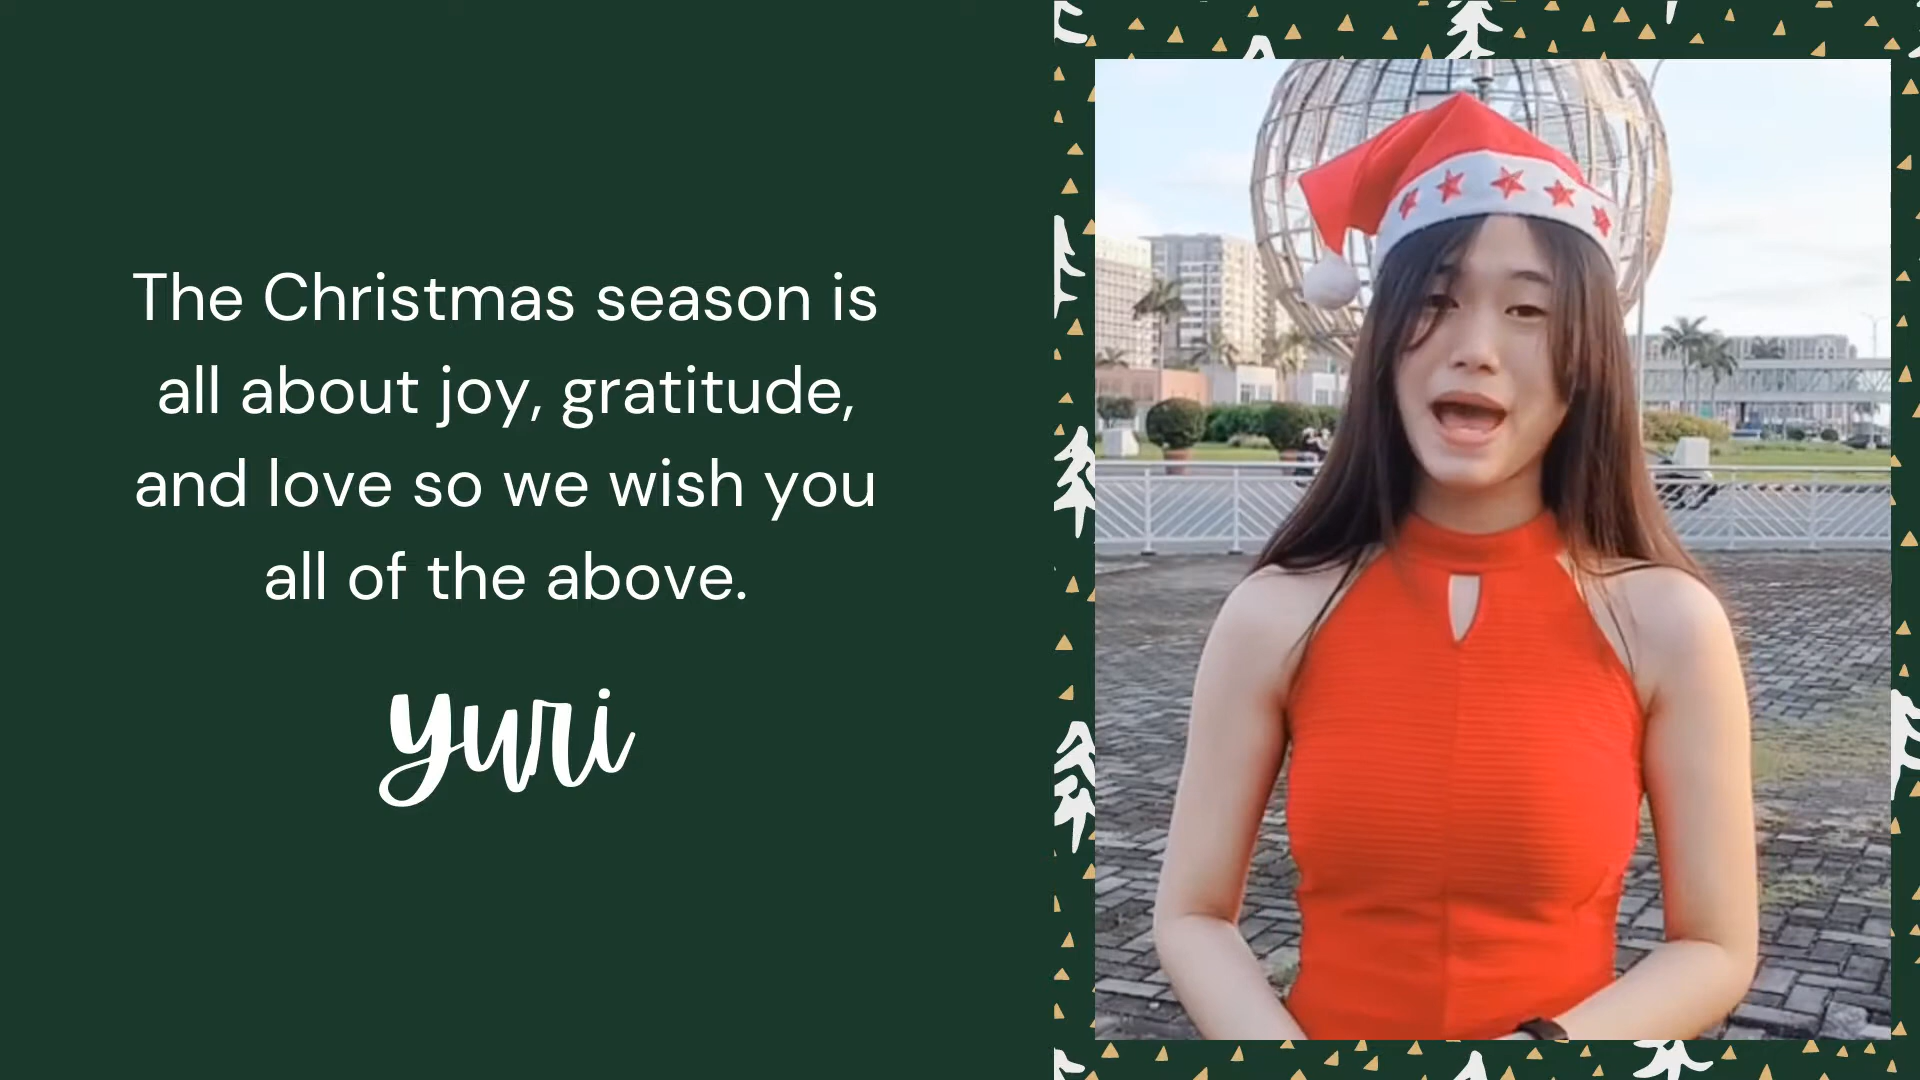 The Christmas season is
all about joy, gratitude,
and love so we wish you
all of the above.
yuri